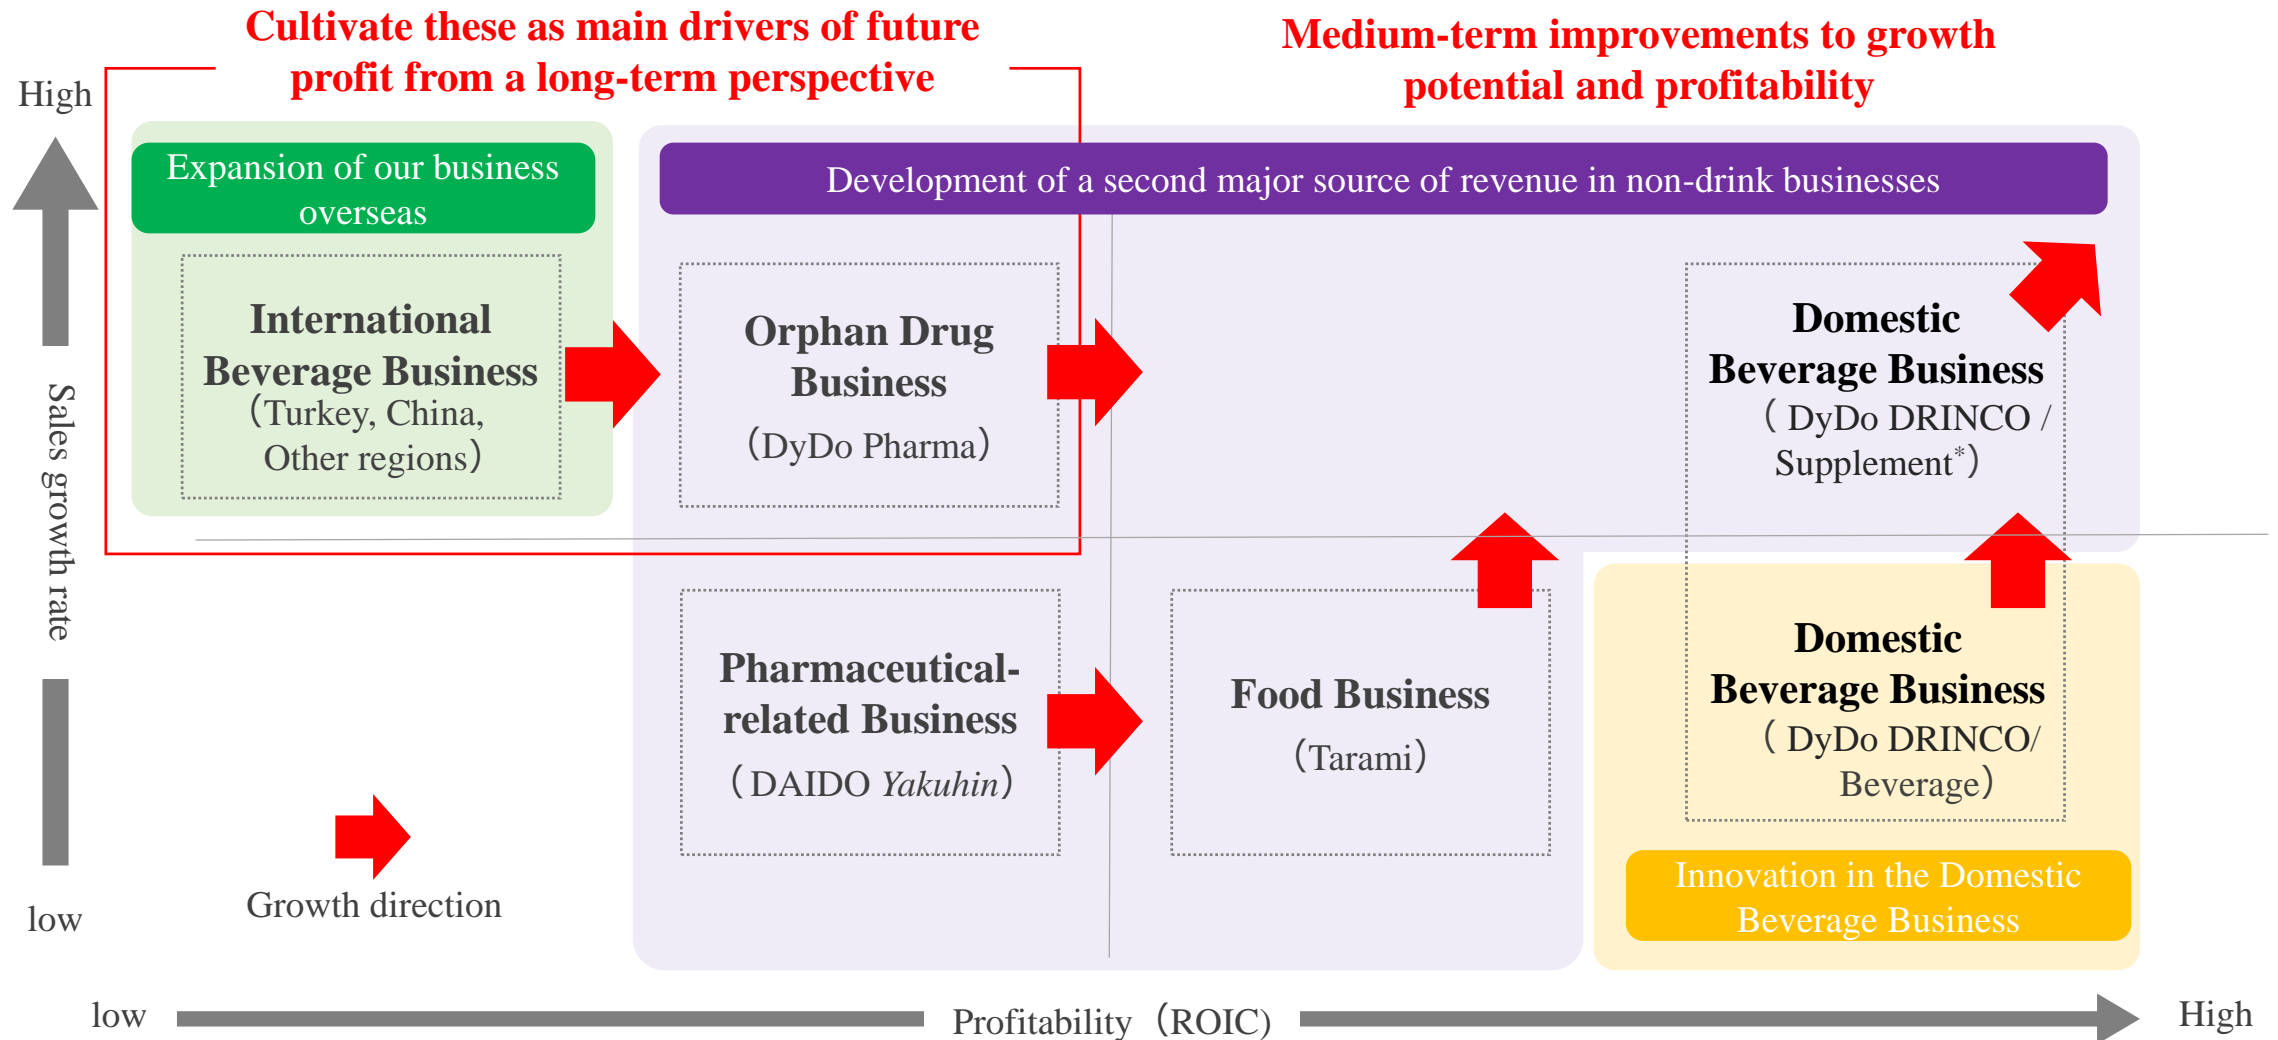 Cultivate these as main drivers of future
profit from a long-term perspective
Medium-term improvements to growth
potential and profitability
High
Sales growth rate
low
Expansion of our business
overseas
Development of a second major source of revenue in non-drink businesses
International
Beverage Business
（Turkey, China,
Other regions）
Orphan Drug
Business
（DyDo Pharma）
Domestic
Beverage Business
（ DyDo DRINCO /
Supplement*）
Pharmaceutical-
related Business
（ DAIDO Yakuhin）
Food Business
（Tarami）
Domestic
Beverage Business
（ DyDo DRINCO/
Beverage）
Innovation in the Domestic
Beverage Business
Growth direction
low
Profitability（ROIC)
High